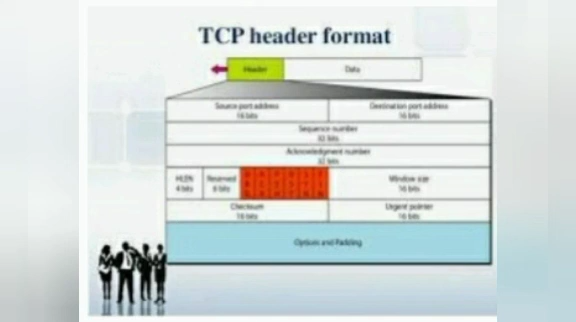 TCP header format
Header
Data
Source port address
16 bits
Destination port address
16 bits
Sequence number
32 bits
Acknowledgment number
32 bits
HLEN
4 bits
Reserved
6 bits
Window size
16 bits
Checksum
16 bits
Urgent pointer
16 bits
Options and Padding